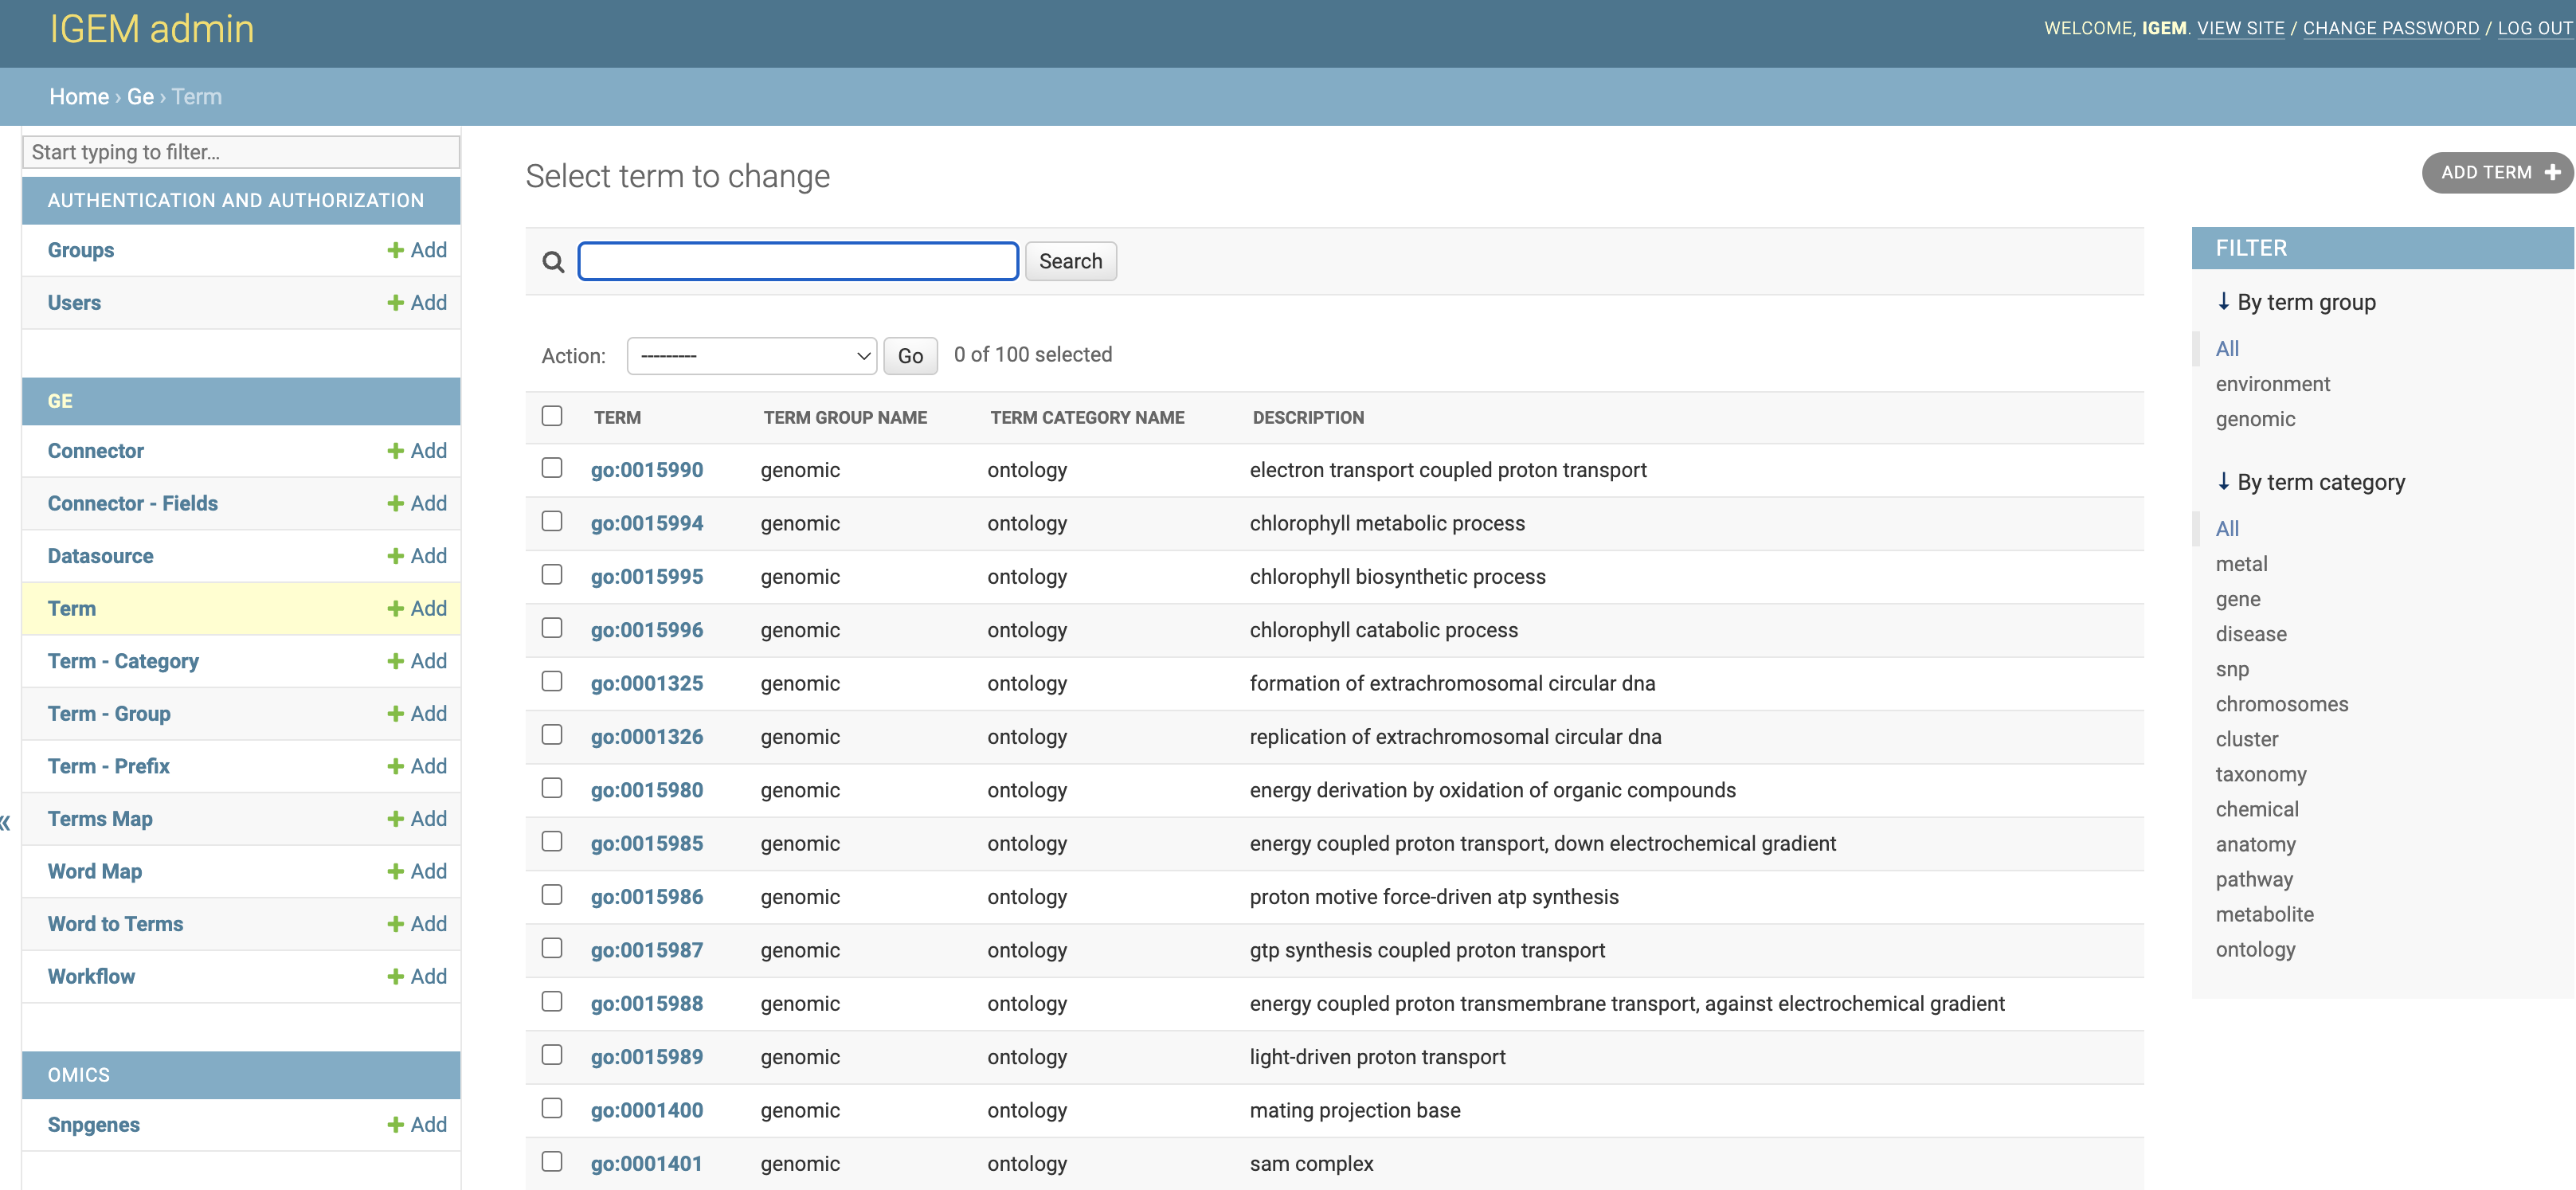 IGEM admin
WELCOME, IGEM. VIEW SITE / CHANGE PASSWORD / LOG OUT
Home › Ge › Term
Start typing to filter...
AUTHENTICATION AND AUTHORIZATION
Groups + Add
Users + Add
GE
Connector + Add
Connector - Fields + Add
Datasource + Add
Term + Add
Term - Category + Add
Term - Group + Add
Term - Prefix + Add
Terms Map + Add
«
Word Map + Add
Word to Terms + Add
Workflow + Add
OMICS
Snpgenes + Add
Select term to change
ADD TERM +
Search
Action: --------- Go 0 of 100 selected
TERM TERM GROUP NAME TERM CATEGORY NAME DESCRIPTION
go:0015990 genomic ontology electron transport coupled proton transport
go:0015994 genomic ontology chlorophyll metabolic process
go:0015995 genomic ontology chlorophyll biosynthetic process
go:0015996 genomic ontology chlorophyll catabolic process
go:0001325 genomic ontology formation of extrachromosomal circular dna
go:0001326 genomic ontology replication of extrachromosomal circular dna
go:0015980 genomic ontology energy derivation by oxidation of organic compounds
go:0015985 genomic ontology energy coupled proton transport, down electrochemical gradient
go:0015986 genomic ontology proton motive force-driven atp synthesis
go:0015987 genomic ontology gtp synthesis coupled proton transport
go:0015988 genomic ontology energy coupled proton transmembrane transport, against electrochemical gradient
go:0015989 genomic ontology light-driven proton transport
go:0001400 genomic ontology mating projection base
go:0001401 genomic ontology sam complex
FILTER
↓ By term group
All
environment
genomic
↓ By term category
All
metal
gene
disease
snp
chromosomes
cluster
taxonomy
chemical
anatomy
pathway
metabolite
ontology